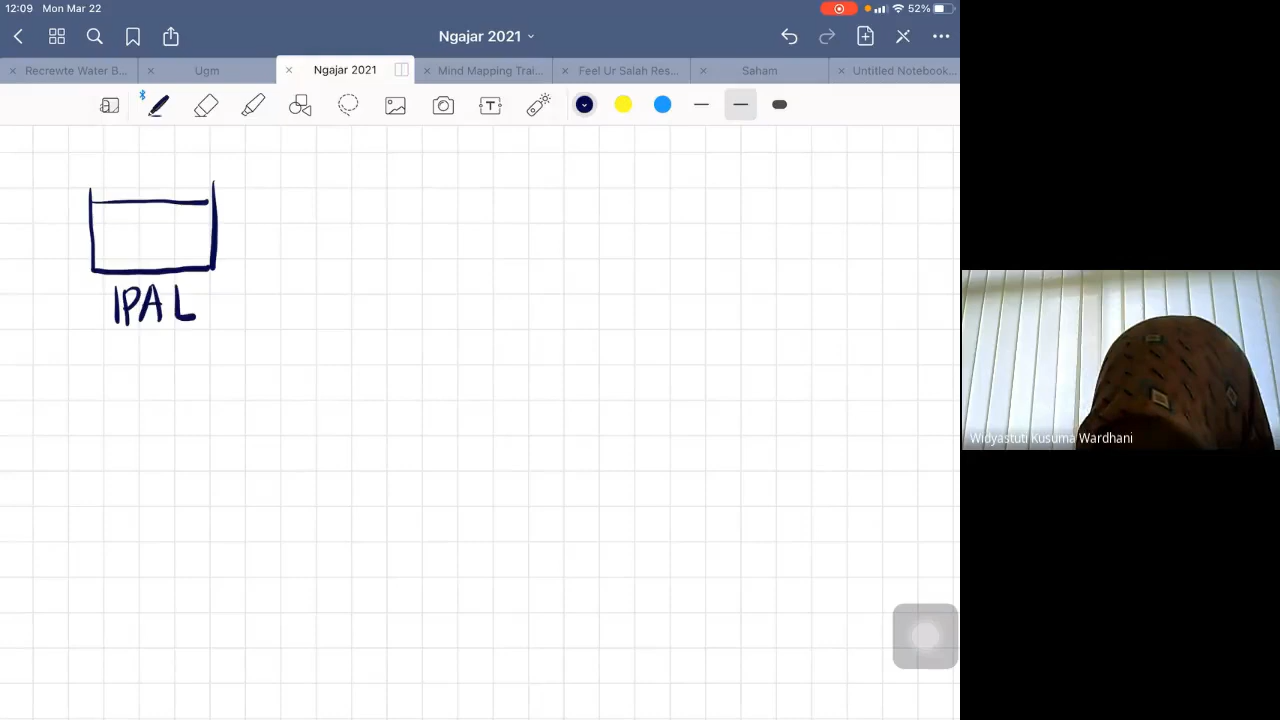 12:09 Mon Mar 22
52%
Ngajar 2021
Recrewte Water B...
Ugm
Ngajar 2021
Mind Mapping Trai...
Feel Ur Salah Res...
Saham
Untitled Notebook...
T
IPAL
Widyastuti Kusuma Wardhani